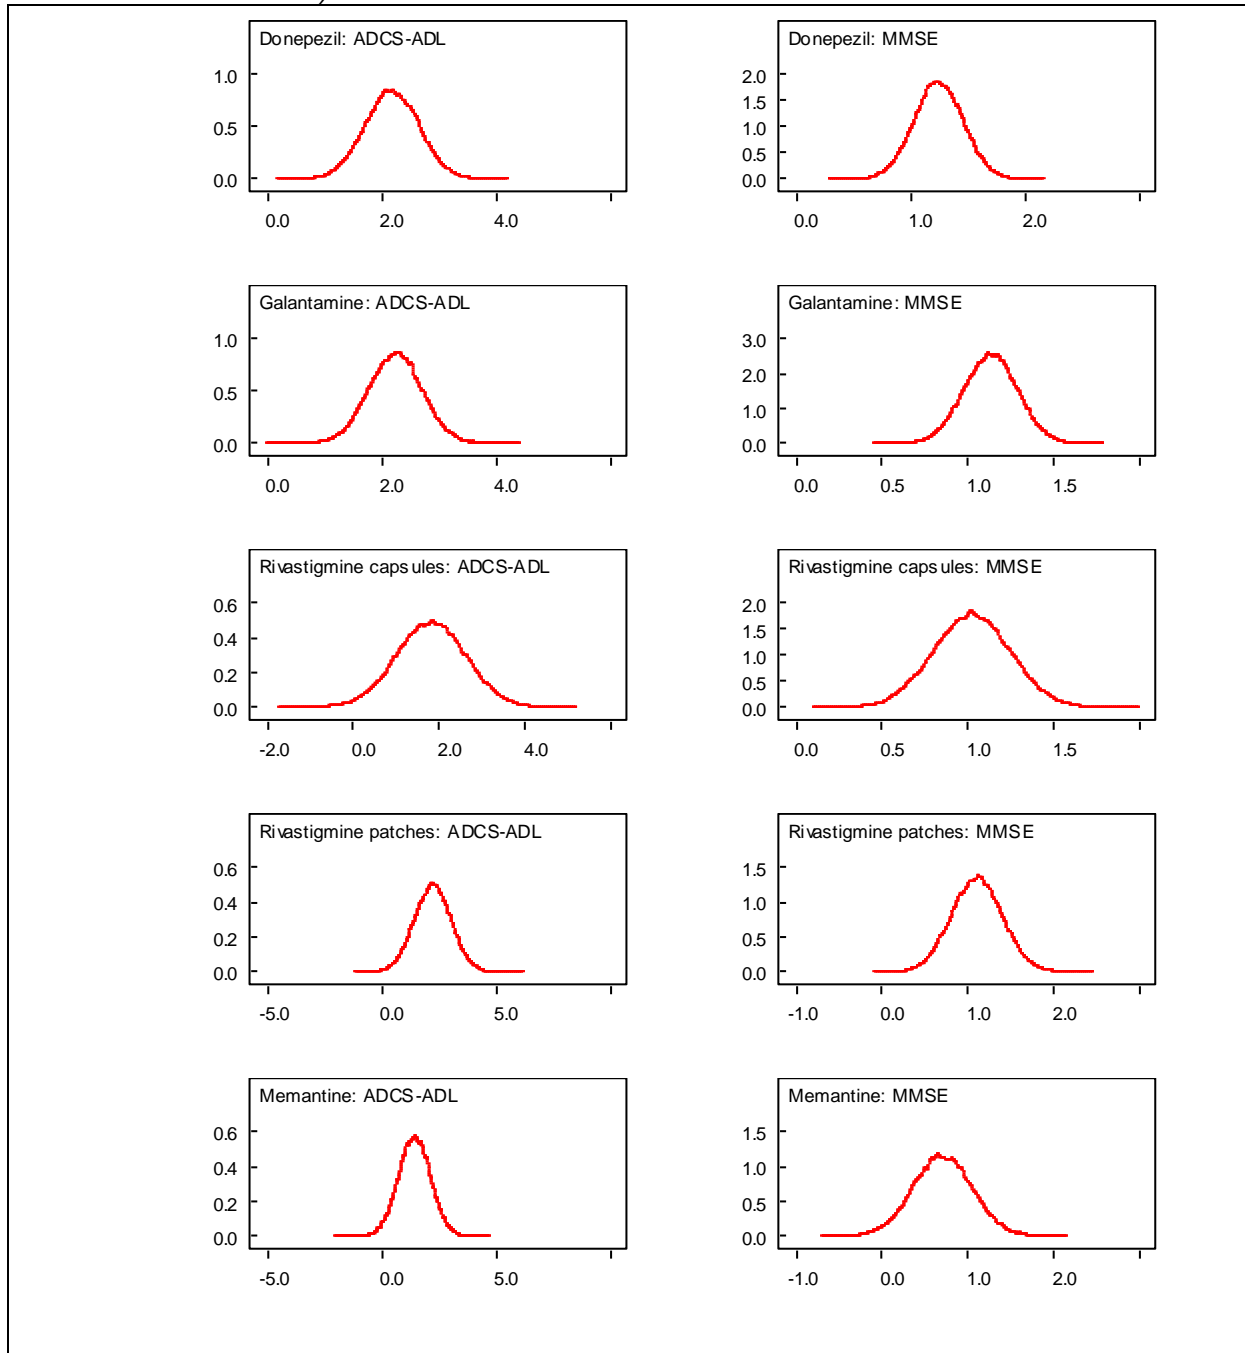 Donepezil: ADCS-ADL
1.0
0.5
0.0
0.0 2.0 4.0
Donepezil: MMSE
2.0
1.5
1.0
0.5
0.0
0.0 1.0 2.0
Galantamine: ADCS-ADL
1.0
0.5
0.0
0.0 2.0 4.0
Galantamine: MMSE
3.0
2.0
1.0
0.0
0.0 0.5 1.0 1.5
Rivastigmine capsules: ADCS-ADL
0.6
0.4
0.2
0.0
-2.0 0.0 2.0 4.0
Rivastigmine capsules: MMSE
2.0
1.5
1.0
0.5
0.0
0.0 0.5 1.0 1.5
Rivastigmine patches: ADCS-ADL
0.6
0.4
0.2
0.0
-5.0 0.0 5.0
Rivastigmine patches: MMSE
1.5
1.0
0.5
0.0
-1.0 0.0 1.0 2.0
Memantine: ADCS-ADL
0.6
0.4
0.2
0.0
-5.0 0.0 5.0
Memantine: MMSE
1.5
1.0
0.5
0.0
-1.0 0.0 1.0 2.0